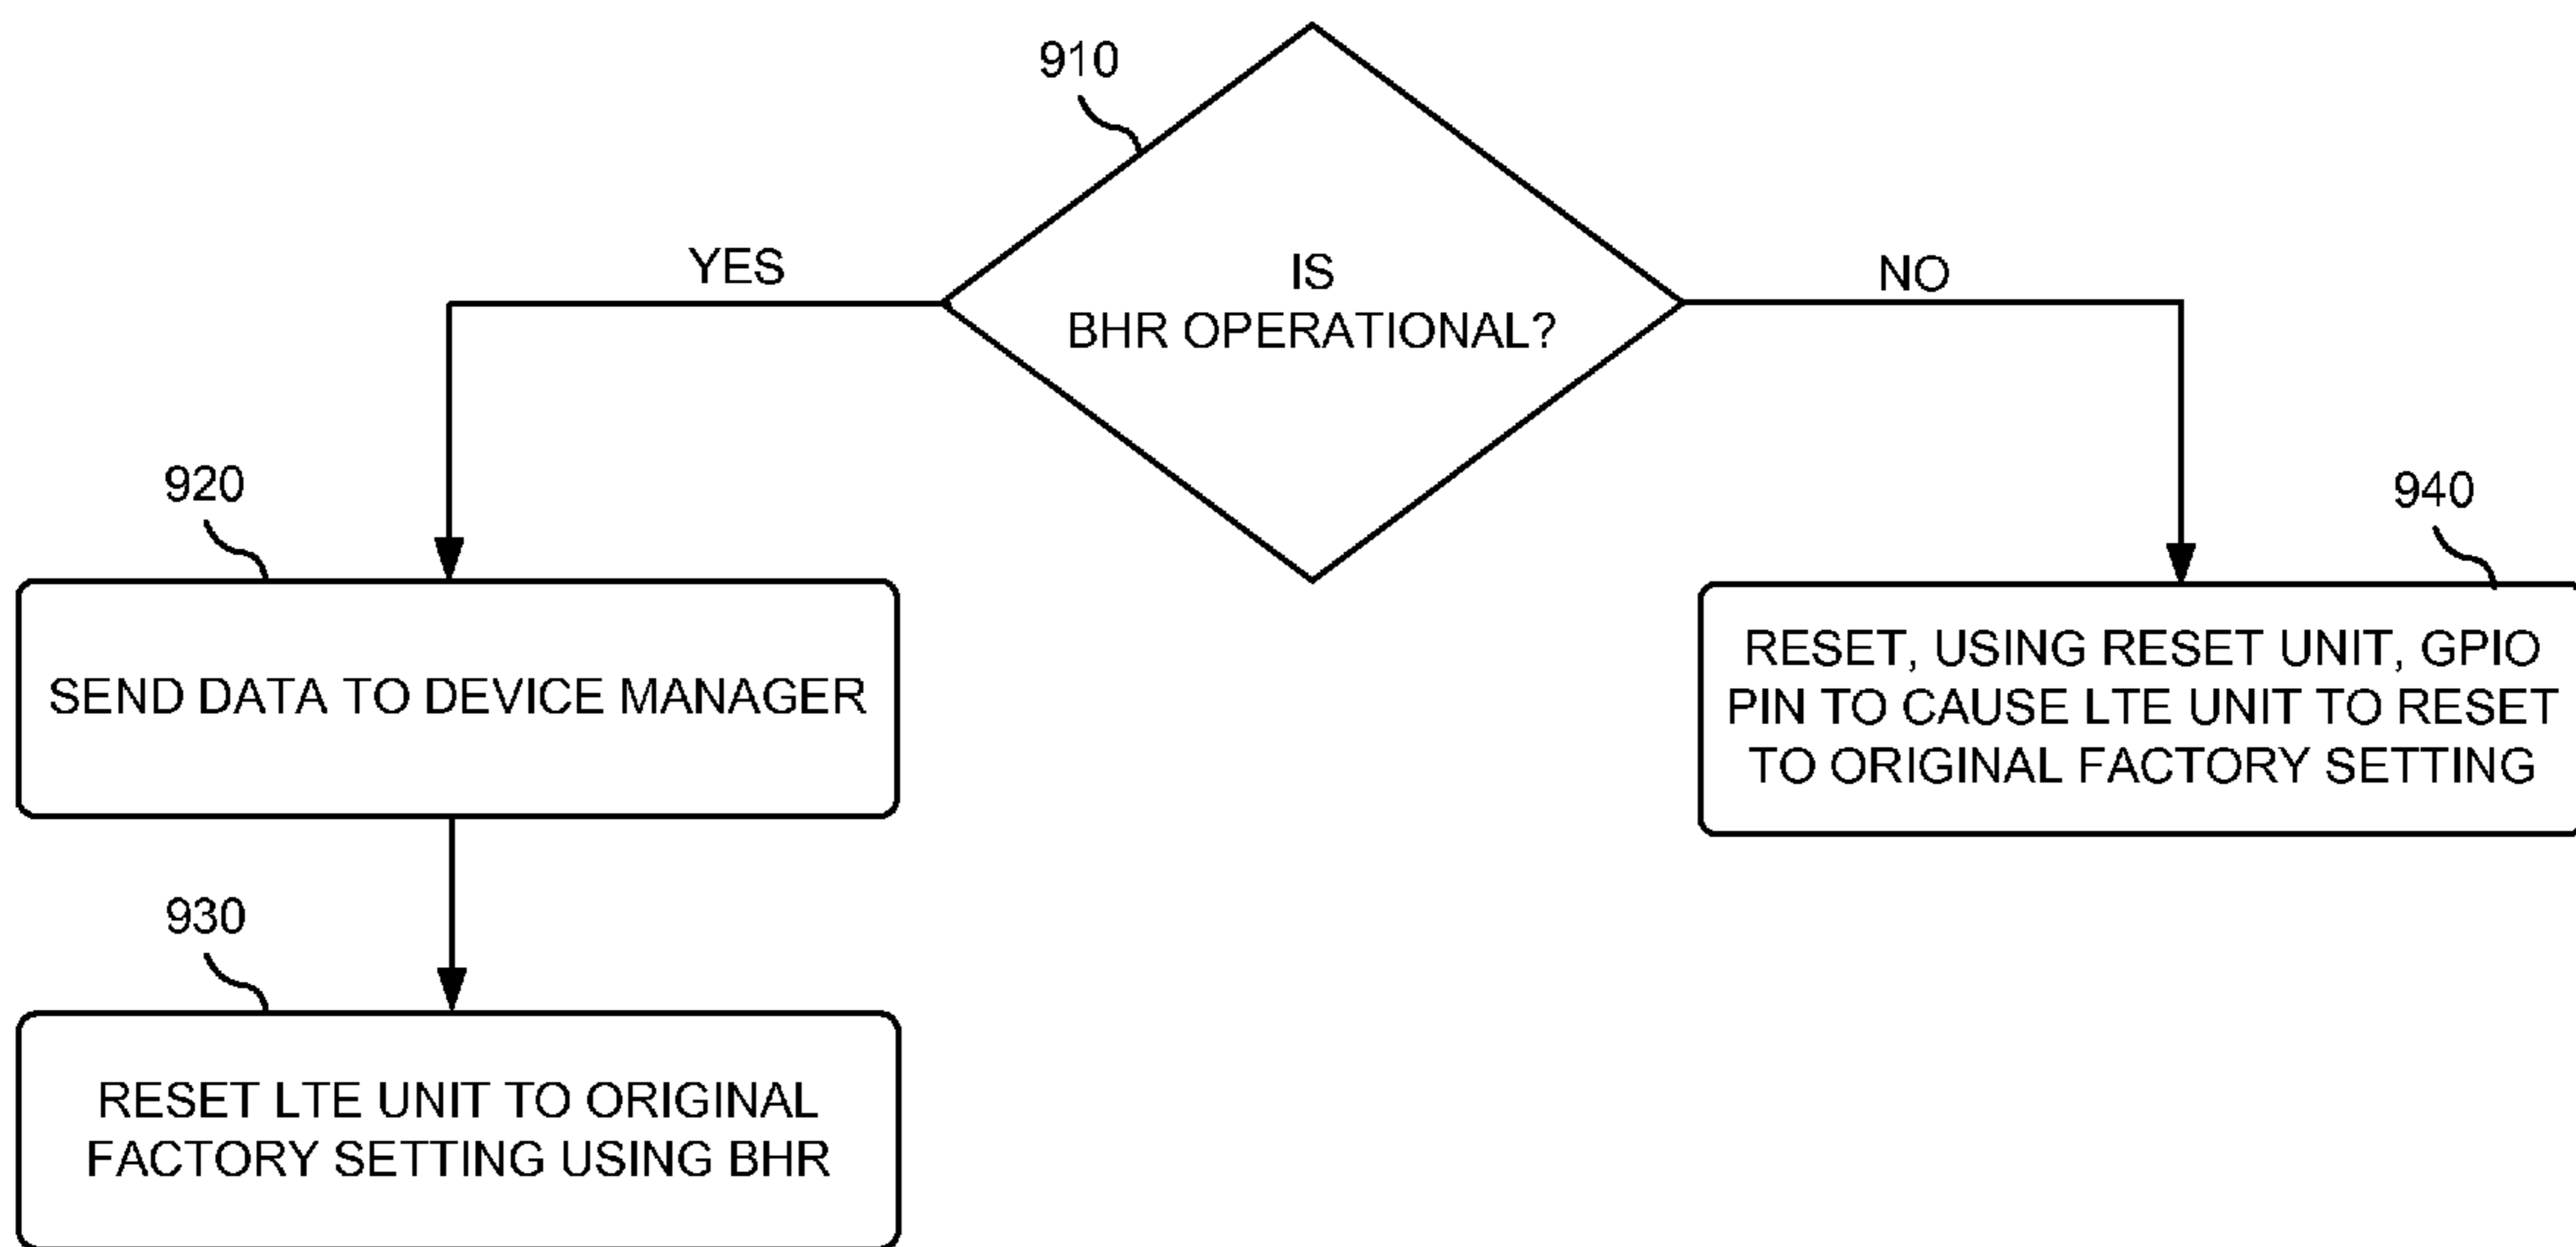 910
IS
BHR OPERATIONAL?
YES
NO
920
SEND DATA TO DEVICE MANAGER
940
RESET, USING RESET UNIT, GPIO
PIN TO CAUSE LTE UNIT TO RESET
TO ORIGINAL FACTORY SETTING
930
RESET LTE UNIT TO ORIGINAL
FACTORY SETTING USING BHR